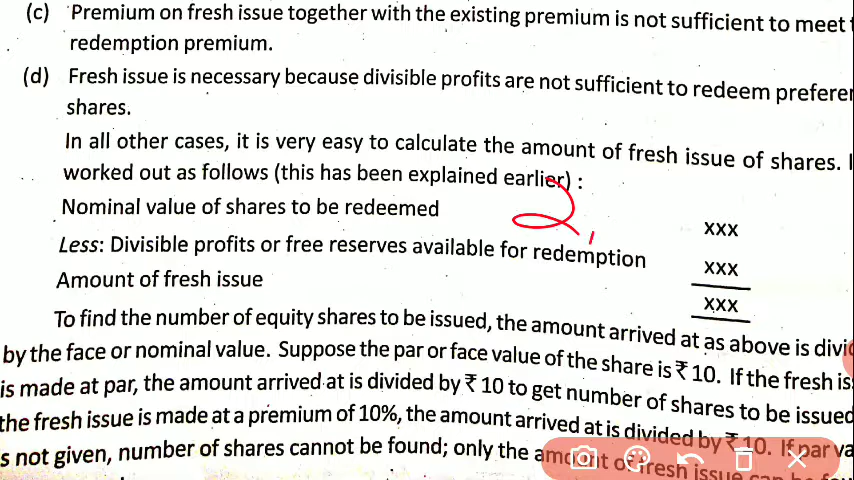 (c) Premium on fresh issue together with the existing premium is not sufficient to meet
redemption premium.
(d) Fresh issue is necessary because divisible profits are not sufficient to redeem
shares.
In all other cases, it is very easy to calculate the amount of fresh issue of shares.
worked out as follows (this has been explained earlier) :
Nominal value of shares to be redeemed xxx
Less: Divisible profits or free reserves available for redemption xxx
Amount of fresh issue xxx
To find the number of equity shares to be issued, the amount arrived at as above is
by the face or nominal value. Suppose the par or face value of the share is ₹ 10. If the fresh
is made at par, the amount arrived at is divided by ₹ 10 to get number of shares to be issued
the fresh issue is made at a premium of 10%, the amount arrived at is divided by ₹ 10. If par
s not given, number of shares cannot be found; only the amount of fresh issue can be